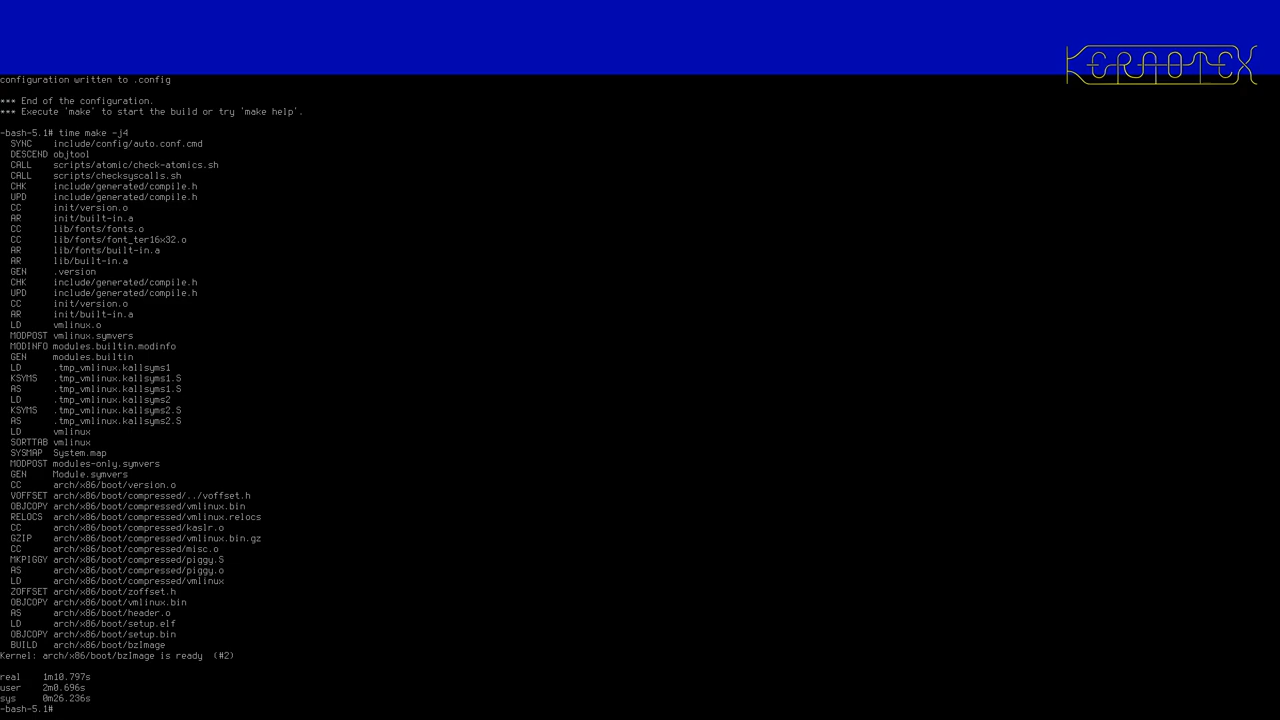 KERAOTEX
configuration written to .config
*** End of the configuration.
*** Execute 'make' to start the build or try 'make help'.
-bash-5.1# time make -j4
SYNC include/config/auto.conf.cmd
DESCEND objtool
CALL scripts/atomic/check-atomics.sh
CALL scripts/checksyscalls.sh
CHK include/generated/compile.h
UPD include/generated/compile.h
CC init/version.o
AR init/built-in.a
CC lib/fonts/fonts.o
CC lib/fonts/font_ter16x32.o
AR lib/fonts/built-in.a
AR lib/built-in.a
GEN .version
CHK include/generated/compile.h
UPD include/generated/compile.h
CC init/version.o
AR init/built-in.a
LD vmlinux.o
MODPOST vmlinux.symvers
MODINFO modules.builtin.modinfo
GEN modules.builtin
LD .tmp_vmlinux.kallsyms1
KSYMS .tmp_vmlinux.kallsyms1.S
AS .tmp_vmlinux.kallsyms1.S
LD .tmp_vmlinux.kallsyms2
KSYMS .tmp_vmlinux.kallsyms2.S
AS .tmp_vmlinux.kallsyms2.S
LD vmlinux
SORTTAB vmlinux
SYSMAP System.map
MODPOST modules-only.symvers
GEN Module.symvers
CC arch/x86/boot/version.o
VOFFSET arch/x86/boot/compressed/../voffset.h
OBJCOPY arch/x86/boot/compressed/vmlinux.bin
RELOCS arch/x86/boot/compressed/vmlinux.relocs
CC arch/x86/boot/compressed/kaslr.o
GZIP arch/x86/boot/compressed/vmlinux.bin.gz
CC arch/x86/boot/compressed/misc.o
MKPIGGY arch/x86/boot/compressed/piggy.S
AS arch/x86/boot/compressed/piggy.o
LD arch/x86/boot/compressed/vmlinux
ZOFFSET arch/x86/boot/zoffset.h
OBJCOPY arch/x86/boot/vmlinux.bin
AS arch/x86/boot/header.o
LD arch/x86/boot/setup.elf
OBJCOPY arch/x86/boot/setup.bin
BUILD arch/x86/boot/bzImage
Kernel: arch/x86/boot/bzImage is ready (#2)
real 1m10.797s
user 2m0.696s
sys 0m26.236s
-bash-5.1#